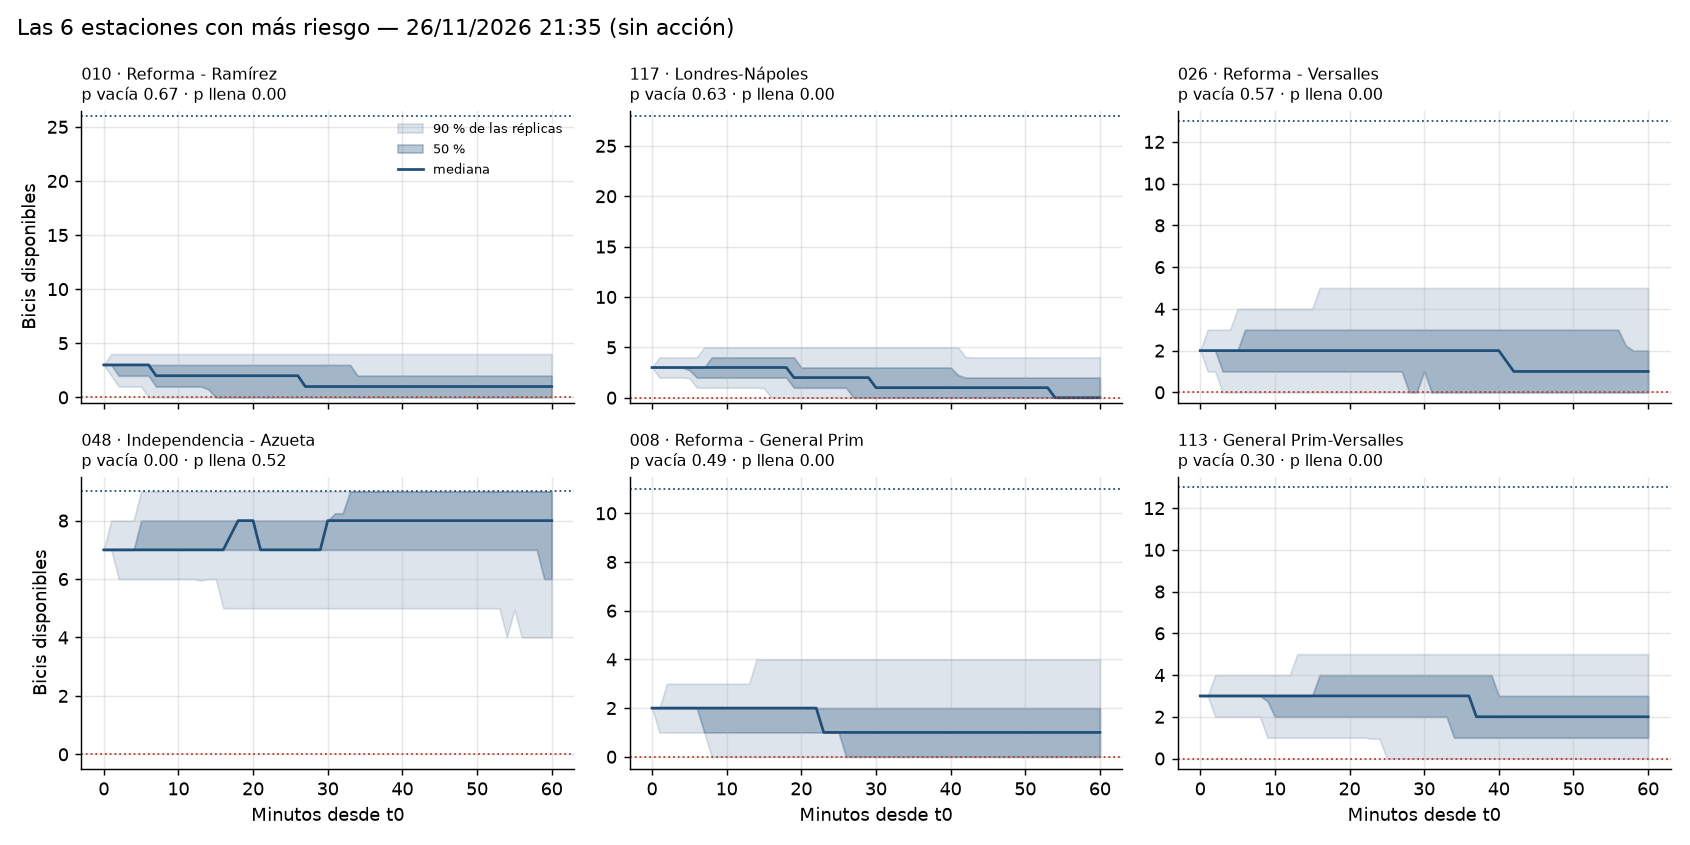 Las 6 estaciones con más riesgo — 26/11/2026 21:35 (sin acción)
010 · Reforma - Ramírez
p vacía 0.67 · p llena 0.00
90 % de las réplicas
50 %
mediana
Bicis disponibles
25
20
15
10
5
0
117 · Londres-Nápoles
p vacía 0.63 · p llena 0.00
25
20
15
10
5
0
026 · Reforma - Versalles
p vacía 0.57 · p llena 0.00
12
10
8
6
4
2
0
048 · Independencia - Azueta
p vacía 0.00 · p llena 0.52
Bicis disponibles
8
6
4
2
0
0 10 20 30 40 50 60
Minutos desde t0
008 · Reforma - General Prim
p vacía 0.49 · p llena 0.00
10
8
6
4
2
0
0 10 20 30 40 50 60
Minutos desde t0
113 · General Prim-Versalles
p vacía 0.30 · p llena 0.00
12
10
8
6
4
2
0
0 10 20 30 40 50 60
Minutos desde t0